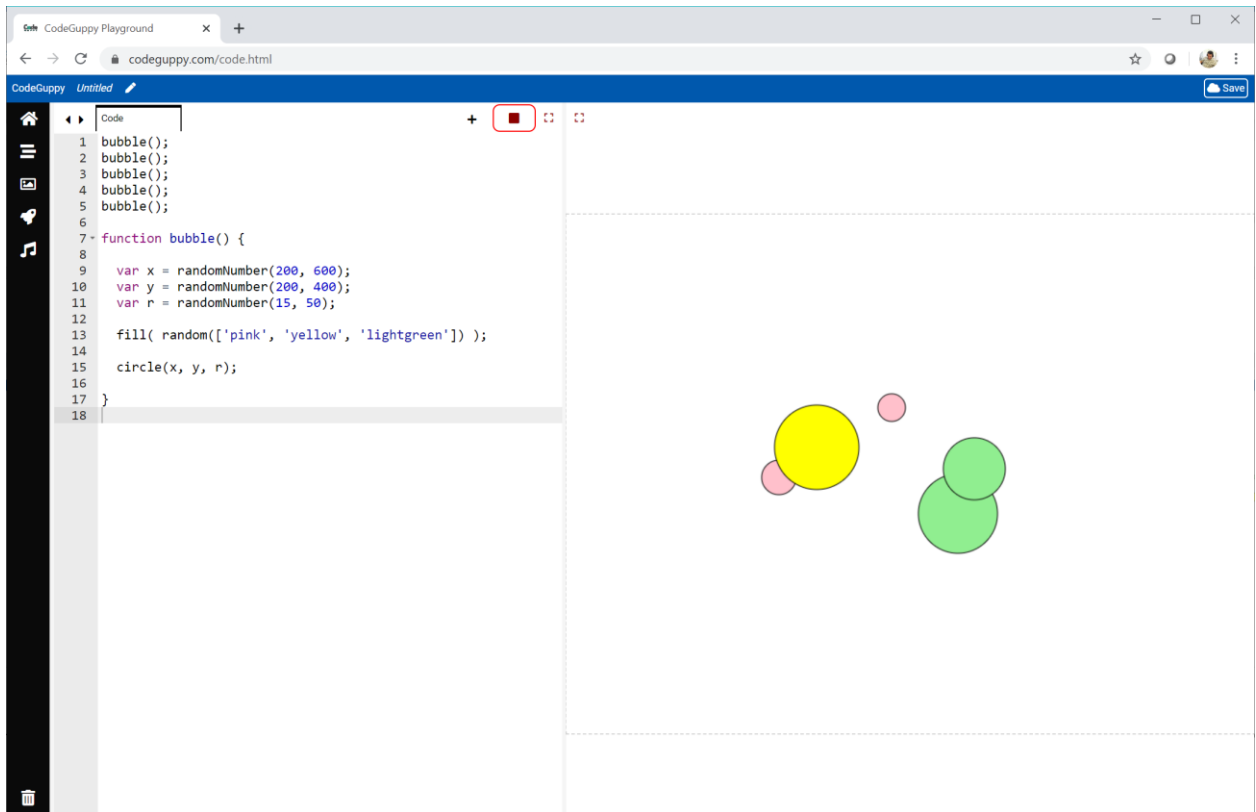 Code CodeGuppy Playground
codeguppy.com/code.html
CodeGuppy Untitled Save
Code
1 bubble();
2 bubble();
3 bubble();
4 bubble();
5 bubble();
6
7 function bubble() {
8
9 var x = randomNumber(200, 600);
10 var y = randomNumber(200, 400);
11 var r = randomNumber(15, 50);
12
13 fill( random(['pink', 'yellow', 'lightgreen']) );
14
15 circle(x, y, r);
16
17 }
18